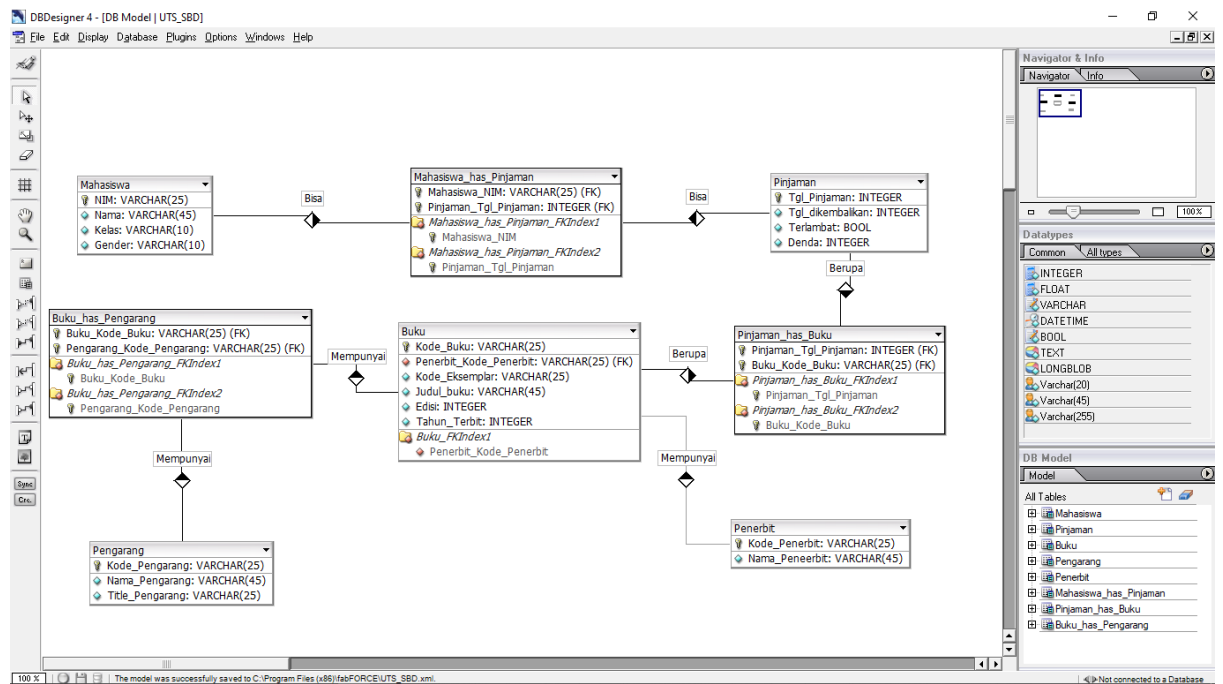 DBDesigner 4 - [DB Model | UTS_SBD]
File Edit Display Database Plugins Options Windows Help
Navigator & Info
Navigator Info
100%
Datatypes
Common All types
INTEGER
FLOAT
VARCHAR
DATETIME
BOOL
TEXT
LONGBLOB
Varchar(20)
Varchar(45)
Varchar(255)
DB Model
Model
All Tables
Mahasiswa
Pinjaman
Buku
Pengarang
Penerbit
Mahasiswa_has_Pinjaman
Pinjaman_has_Buku
Buku_has_Pengarang
Mahasiswa
NIM: VARCHAR(25)
Nama: VARCHAR(45)
Kelas: VARCHAR(10)
Gender: VARCHAR(10)
Bisa
Mahasiswa_has_Pinjaman
Mahasiswa_NIM: VARCHAR(25) (FK)
Pinjaman_Tgl_Pinjaman: INTEGER (FK)
Mahasiswa_has_Pinjaman_FKIndex1
Mahasiswa_NIM
Mahasiswa_has_Pinjaman_FKIndex2
Pinjaman_Tgl_Pinjaman
Bisa
Pinjaman
Tgl_Pinjaman: INTEGER
Tgl_dikembalikan: INTEGER
Terlambat: BOOL
Denda: INTEGER
Berupa
Buku_has_Pengarang
Buku_Kode_Buku: VARCHAR(25) (FK)
Pengarang_Kode_Pengarang: VARCHAR(25) (FK)
Buku_has_Pengarang_FKIndex1
Buku_Kode_Buku
Buku_has_Pengarang_FKIndex2
Pengarang_Kode_Pengarang
Mempunyai
Buku
Kode_Buku: VARCHAR(25)
Penerbit_Kode_Penerbit: VARCHAR(25) (FK)
Kode_Eksemplar: VARCHAR(25)
Judul_buku: VARCHAR(45)
Edisi: INTEGER
Tahun_Terbit: INTEGER
Buku_FKIndex1
Penerbit_Kode_Penerbit
Berupa
Pinjaman_has_Buku
Pinjaman_Tgl_Pinjaman: INTEGER (FK)
Buku_Kode_Buku: VARCHAR(25) (FK)
Pinjaman_has_Buku_FKIndex1
Pinjaman_Tgl_Pinjaman
Pinjaman_has_Buku_FKIndex2
Buku_Kode_Buku
Mempunyai
Mempunyai
Pengarang
Kode_Pengarang: VARCHAR(25)
Nama_Pengarang: VARCHAR(45)
Title_Pengarang: VARCHAR(25)
Penerbit
Kode_Penerbit: VARCHAR(25)
Nama_Peneerbit: VARCHAR(45)
Sync
100 %
The model was successfully saved to C:\Program Files (x86)\fabFORCE\UTS_SBD.xml.
Not connected to a Database